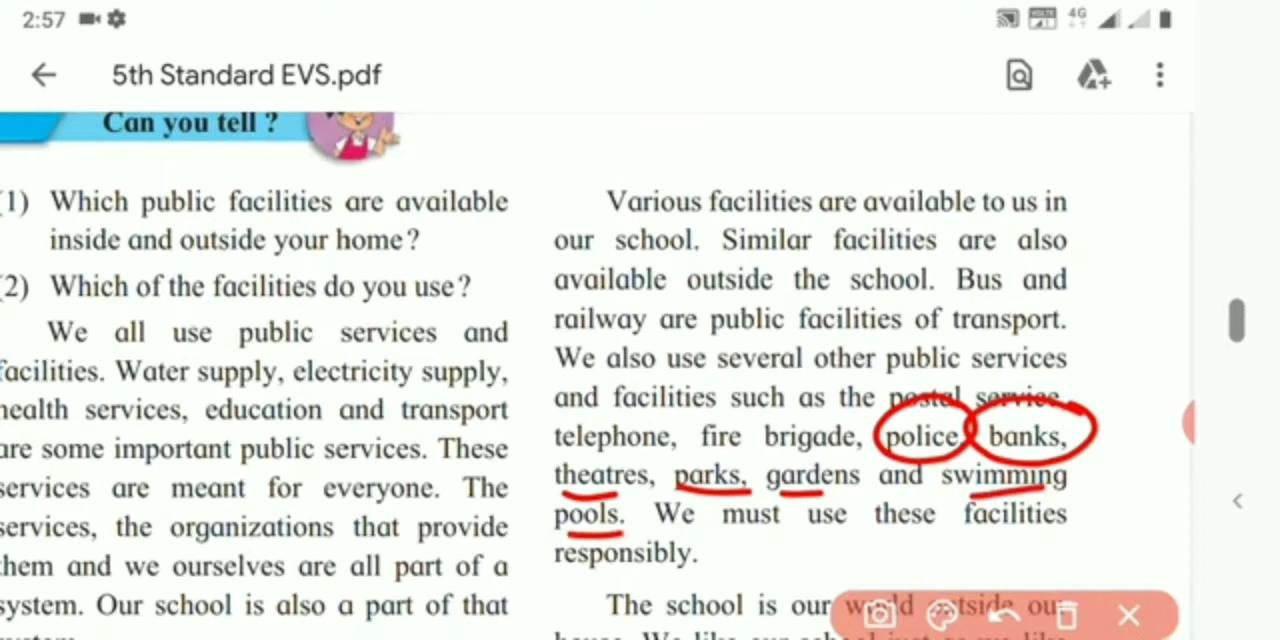 2:57
4G
5th Standard EVS.pdf
Can you tell ?
1) Which public facilities are available
inside and outside your home?
2) Which of the facilities do you use?
We all use public services and
facilities. Water supply, electricity supply,
health services, education and transport
are some important public services. These
services are meant for everyone. The
services, the organizations that provide
them and we ourselves are all part of a
system. Our school is also a part of that
Various facilities are available to us in
our school. Similar facilities are also
available outside the school. Bus and
railway are public facilities of transport.
We also use several other public services
and facilities such as the postal service,
telephone, fire brigade, police, banks,
theatres, parks, gardens and swimming
pools. We must use these facilities
responsibly.
The school is our world outside our